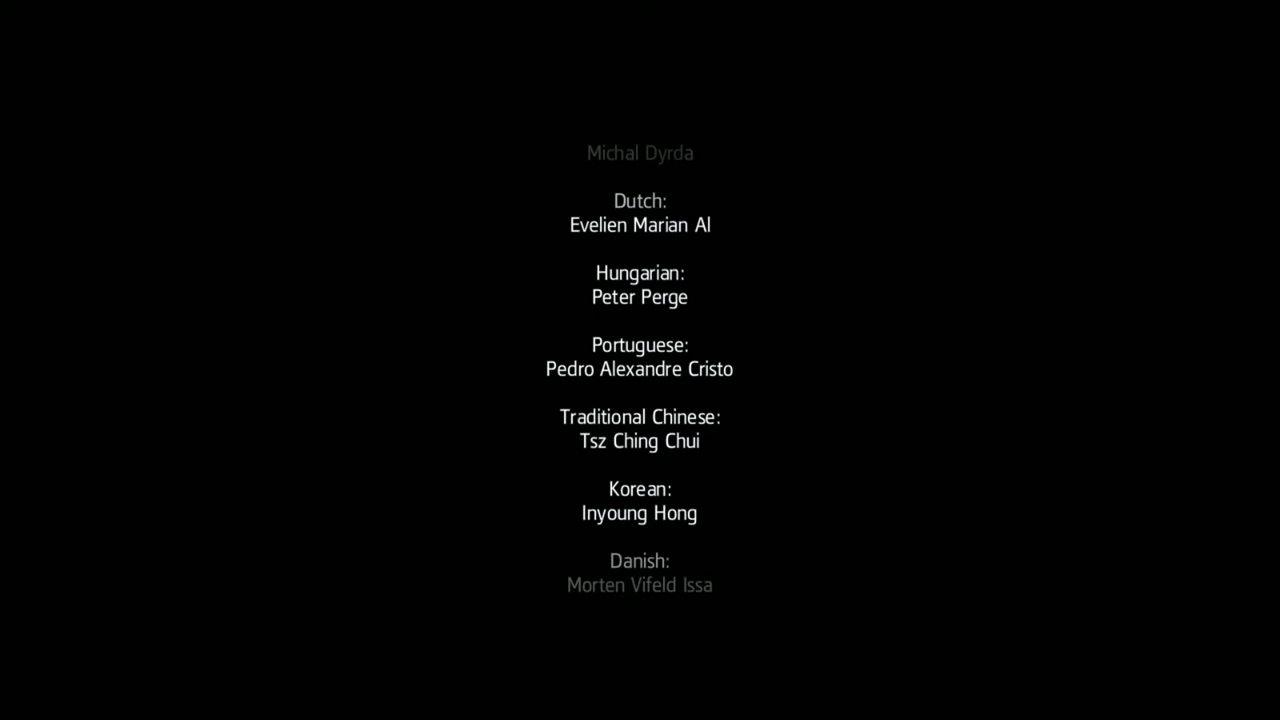 Michal Dyrda
Dutch:
Evelien Marian Al
Hungarian:
Peter Perge
Portuguese:
Pedro Alexandre Cristo
Traditional Chinese:
Tsz Ching Chui
Korean:
Inyoung Hong
Danish:
Morten Vifeld Issa